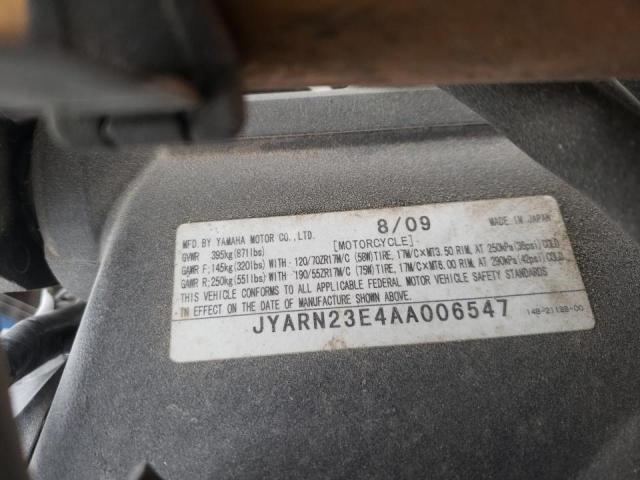 MFD. BY YAMAHA MOTOR CO., LTD. 8/09 MADE IN JAPAN
GVWR 395kg(871lbs) [MOTORCYCLE]
GAWR F:145kg(320lbs)WITH -120/70ZR17M/C (58W)TIRE, 17M/C×MT3.50 RIM, AT 250kPa(36psi)COLD
GAWR R:250kg(551lbs)WITH -190/55ZR17M/C (75W)TIRE, 17M/C×MT6.00 RIM, AT 290kPa(42psi)COLD
THIS VEHICLE CONFORMS TO ALL APPLICABLE FEDERAL MOTOR VEHICLE SAFETY STANDARDS
IN EFFECT ON THE DATE OF MANUFACTURE SHOWN ABOVE.
JYARN23E4AA006547
14B-2118B-00